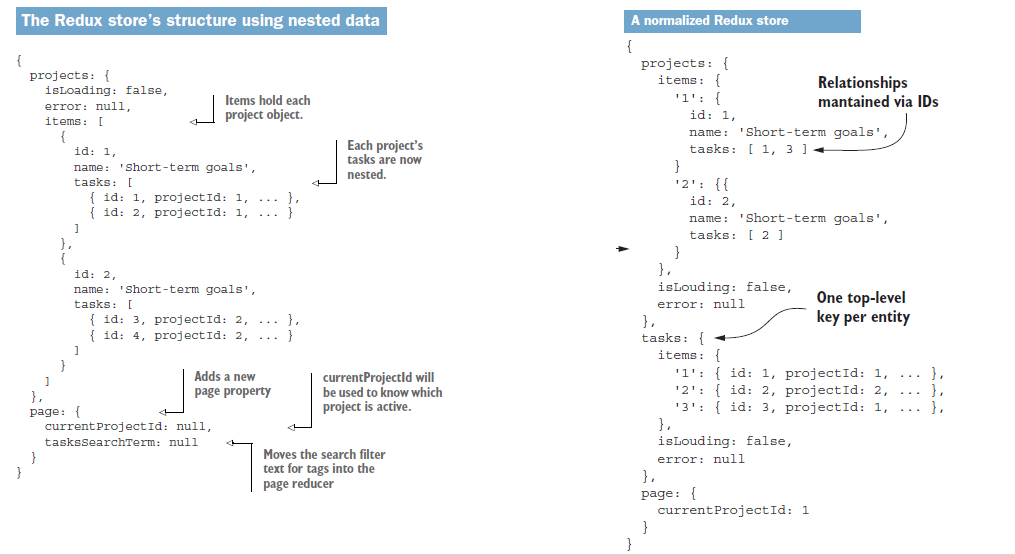 The Redux store's structure using nested data
{
projects: {
isLoading: false,
error: null,
items: [
{
id: 1,
name: 'Short-term goals',
tasks: [
{ id: 1, projectId: 1, ... },
{ id: 2, projectId: 1, ... }
]
},
{
id: 2,
name: 'Short-term goals',
tasks: [
{ id: 3, projectId: 2, ... },
{ id: 4, projectId: 2, ... }
]
}
]
},
page: {
currentProjectId: null,
tasksSearchTerm: null
}
}
Items hold each
project object.
Each project's
tasks are now
nested.
Adds a new
page property
currentProjectId will
be used to know which
project is active.
Moves the search filter
text for tags into the
page reducer
A normalized Redux store
{
projects: {
items: {
'1': {
id: 1,
name: 'Short-term goals',
tasks: [ 1, 3 ]
}
'2': {{
id: 2,
name: 'Short-term goals',
tasks: [ 2 ]
}
},
isLouding: false,
error: null
},
tasks: {
items: {
'1': { id: 1, projectId: 1, ... },
'2': { id: 2, projectId: 2, ... },
'3': { id: 3, projectId: 1, ... },
},
isLouding: false,
error: null
},
page: {
currentProjectId: 1
}
}
Relationships
mantained via IDs
One top-level
key per entity